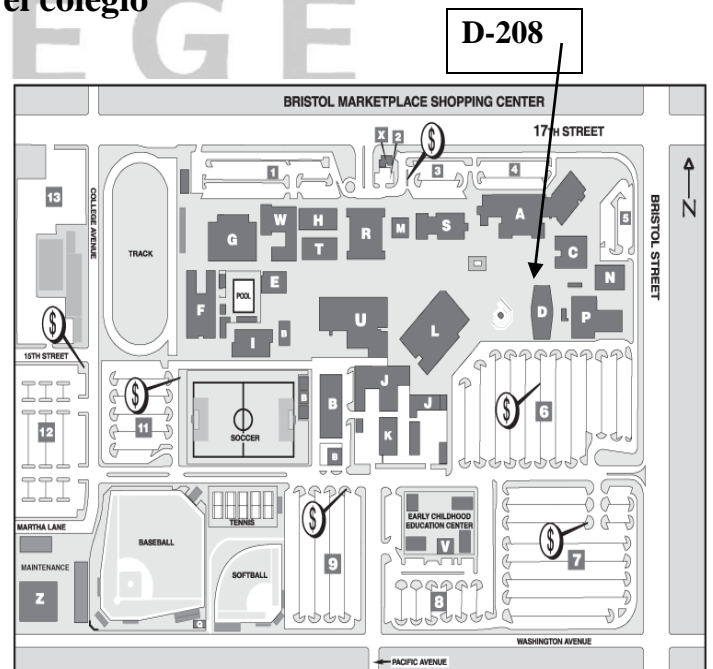 el colegio
E G E
D-208
BRISTOL MARKETPLACE SHOPPING CENTER
17TH STREET
X 2 $
1 3 4
13
COLLEGE AVENUE
TRACK
5
BRISTOL STREET
N
W H A
G T R M S
C
E N
F POOL
U L D P
I B
$
15TH STREET
$ 11
J
B
B J
$ 6
12
SOCCER
K
B
MARTHA LANE
TENNIS
$
EARLY CHILDHOOD
EDUCATION CENTER
V
BASEBALL
$
7
MAINTENANCE
SOFTBALL
9
8
Z
WASHINGTON AVENUE
PACIFIC AVENUE